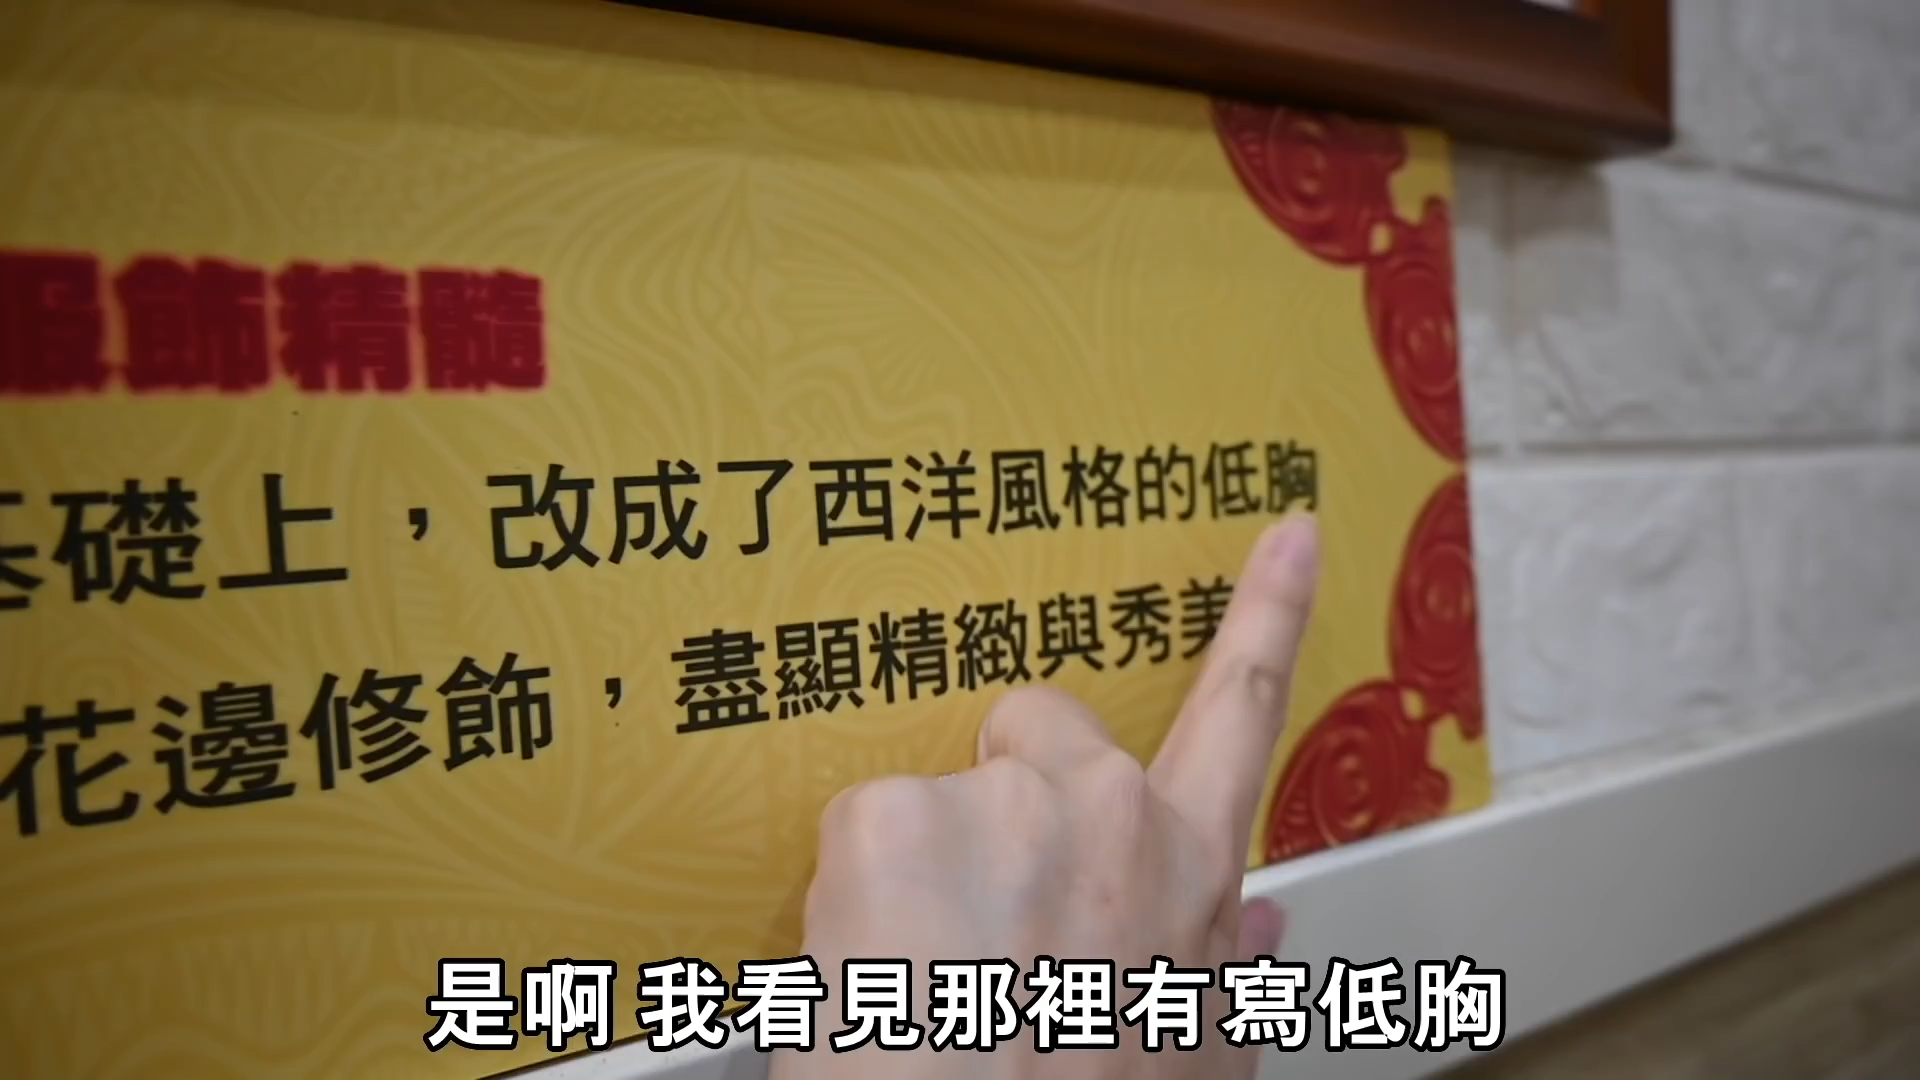 服飾精髓
基礎上，改成了西洋風格的低胸
花邊修飾，盡顯精緻與秀美
是啊 我看見那裡有寫低胸